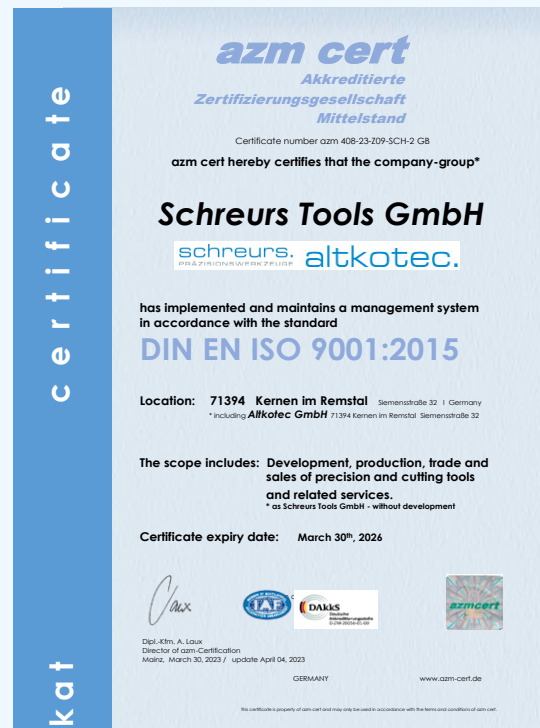 certificate
kat
azm cert
Akkreditierte
Zertifizierungsgesellschaft
Mittelstand
Certificate number azm 408-23-Z09-SCH-2 GB
azm cert hereby certifies that the company-group*
Schreurs Tools GmbH
schreurs. altkotec.
PRÄZISIONSWERKZEUGE
has implemented and maintains a management system
in accordance with the standard
DIN EN ISO 9001:2015
Location: 71394 Kernen im Remstal Siemensstraße 32 I Germany
* including Altkotec GmbH 71394 Kernen im Remstal Siemensstraße 32
The scope includes: Development, production, trade and
sales of precision and cutting tools
and related services.
* as Schreurs Tools GmbH - without development
Certificate expiry date: March 30th, 2026
Laux
IAF
DAkkS
Deutsche
Akkreditierungsstelle
azmcert
Dipl.-Kfm. A. Laux
Director of azm-Certification
Mainz, March 30, 2023 / update April 04, 2023
GERMANY www.azm-cert.de
This certificate is property of azm cert and may only be used in accordance with the terms and conditions of azm cert.